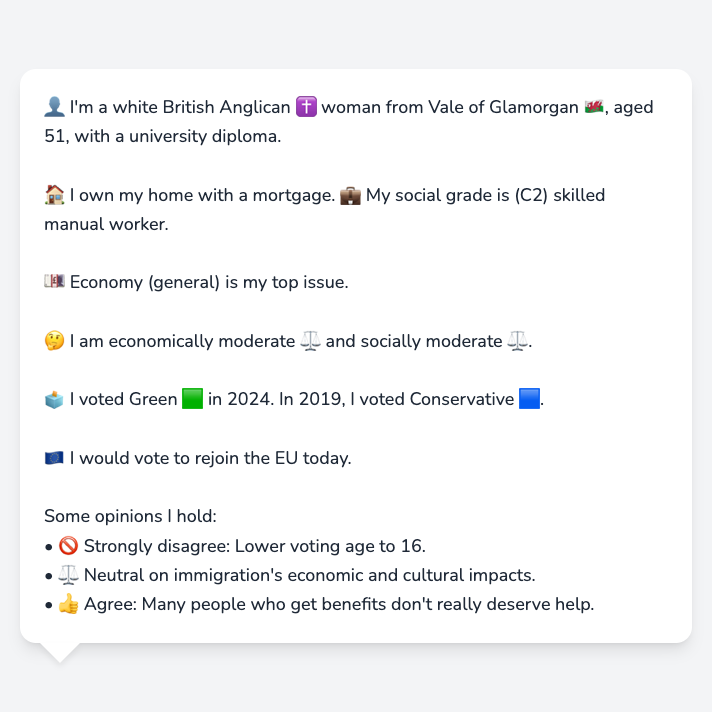 👤 I'm a white British Anglican ✝️ woman from Vale of Glamorgan 🏴󠁧󠁢󠁷󠁬󠁳󠁿, aged
51, with a university diploma.
🏠 I own my home with a mortgage. 💼 My social grade is (C2) skilled
manual worker.
💷 Economy (general) is my top issue.
🤔 I am economically moderate ⚖️ and socially moderate ⚖️.
🗳️ I voted Green 🟩 in 2024. In 2019, I voted Conservative 🟦.
🇪🇺 I would vote to rejoin the EU today.
Some opinions I hold:
• 🚫 Strongly disagree: Lower voting age to 16.
• ⚖️ Neutral on immigration's economic and cultural impacts.
• 👍 Agree: Many people who get benefits don't really deserve help.